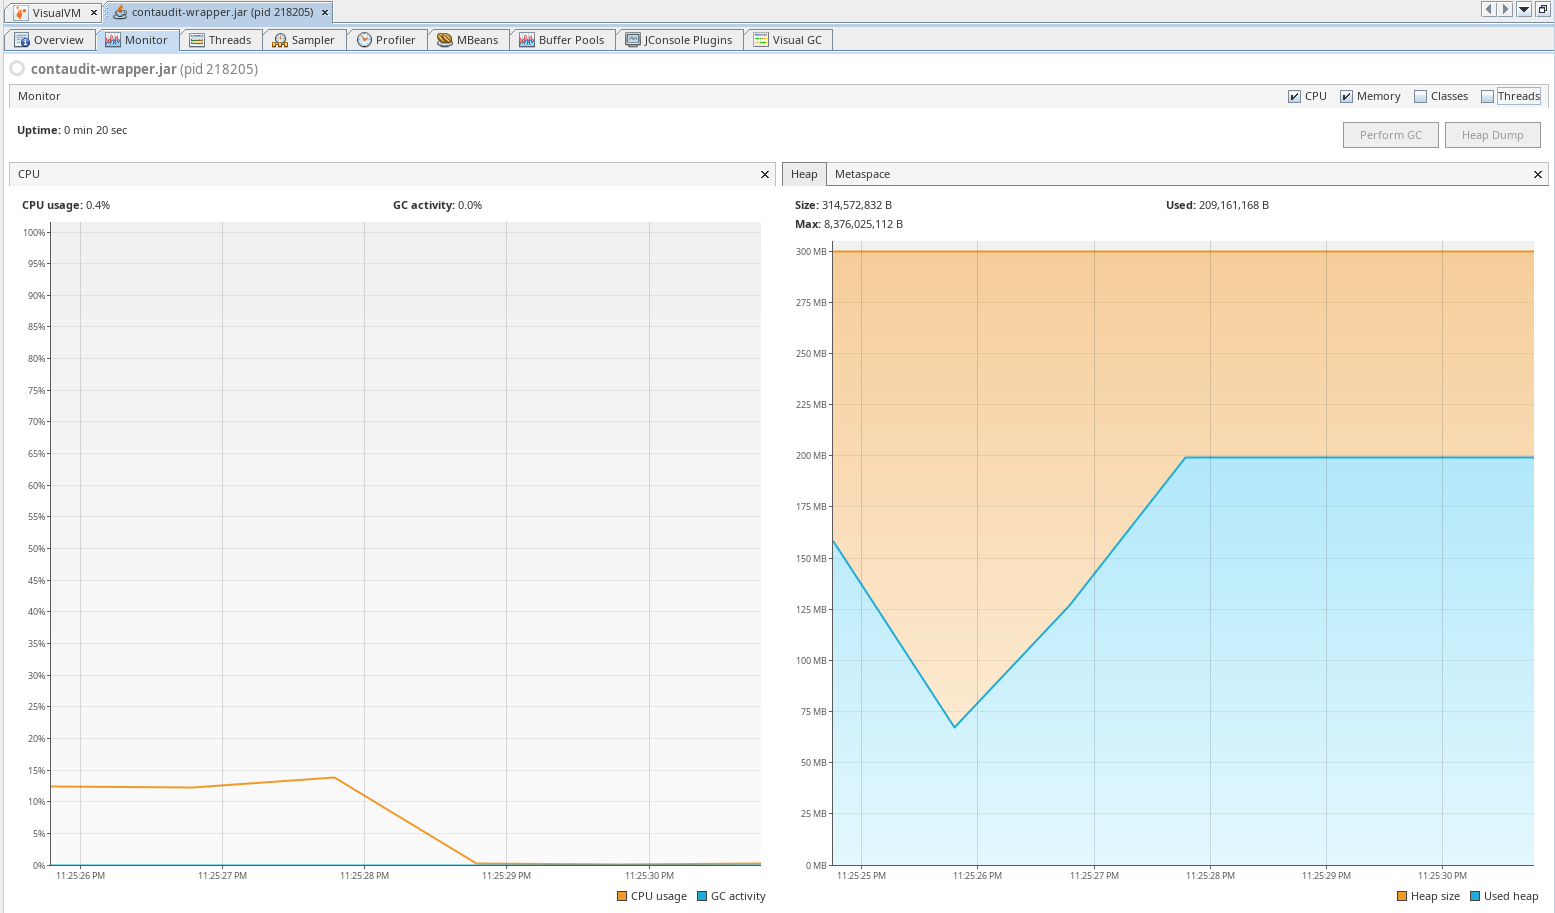 VisualVM
contaudit-wrapper.jar (pid 218205)
Overview Monitor Threads Sampler Profiler MBeans Buffer Pools JConsole Plugins Visual GC
contaudit-wrapper.jar (pid 218205)
Monitor
CPU Memory Classes Threads
Uptime: 0 min 20 sec
Perform GC Heap Dump
CPU
CPU usage: 0.4% GC activity: 0.0%
100%
95%
90%
85%
80%
75%
70%
65%
60%
55%
50%
45%
40%
35%
30%
25%
20%
15%
10%
5%
0%
11:25:26 PM 11:25:27 PM 11:25:28 PM 11:25:29 PM 11:25:30 PM
CPU usage GC activity
Heap Metaspace
Size: 314,572,832 B Used: 209,161,168 B
Max: 8,376,025,112 B
300 MB
275 MB
250 MB
225 MB
200 MB
175 MB
150 MB
125 MB
100 MB
75 MB
50 MB
25 MB
0 MB
11:25:25 PM 11:25:26 PM 11:25:27 PM 11:25:28 PM 11:25:29 PM 11:25:30 PM
Heap size Used heap